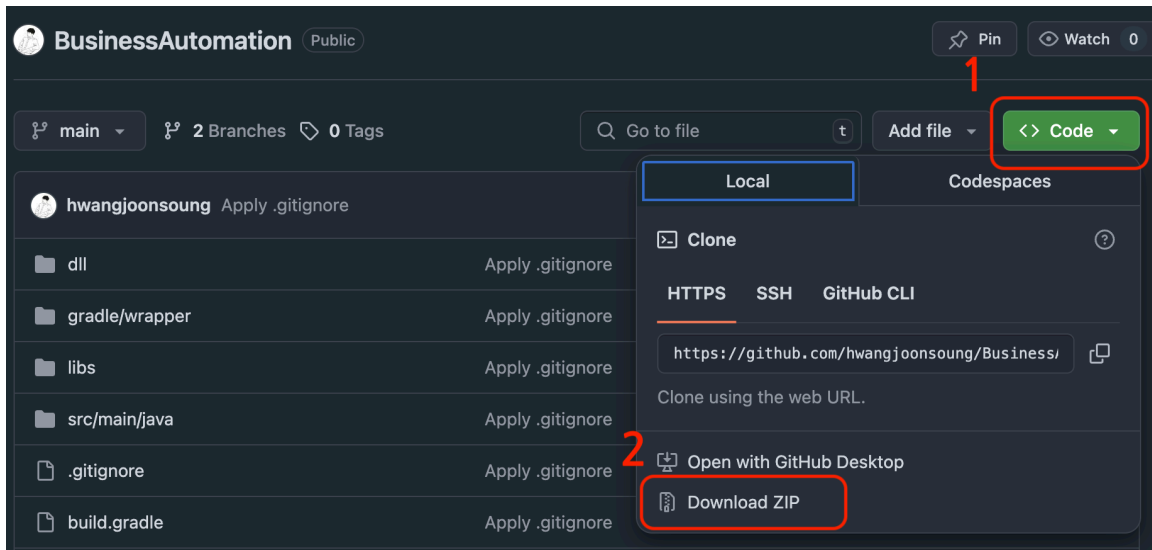 BusinessAutomation Public
Pin
Watch 0
1
main
2 Branches
0 Tags
Go to file t
Add file
<> Code
Local
Codespaces
hwangjoonsoung Apply .gitignore
Clone
dll Apply .gitignore
HTTPS SSH GitHub CLI
gradle/wrapper Apply .gitignore
https://github.com/hwangjoonsoung/Business
libs Apply .gitignore
Clone using the web URL.
src/main/java Apply .gitignore
2
Open with GitHub Desktop
.gitignore Apply .gitignore
Download ZIP
build.gradle Apply .gitignore